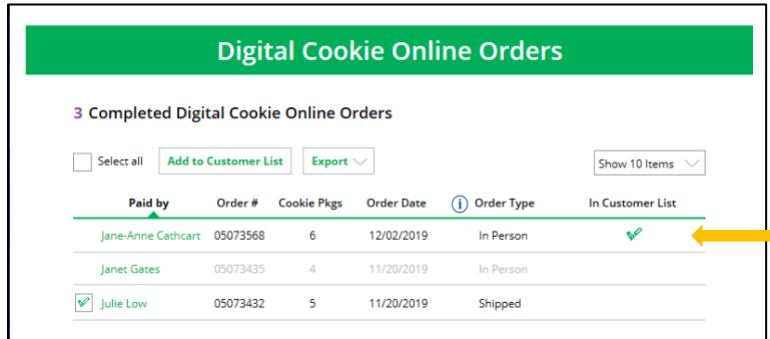 Digital Cookie Online Orders
3 Completed Digital Cookie Online Orders
Select all Add to Customer List Export Show 10 Items
Paid by Order # Cookie Pkgs Order Date i Order Type In Customer List
Jane-Anne Cathcart 05073568 6 12/02/2019 In Person
Janet Gates 05073435 4 11/20/2019 In Person
Julie Low 05073432 5 11/20/2019 Shipped